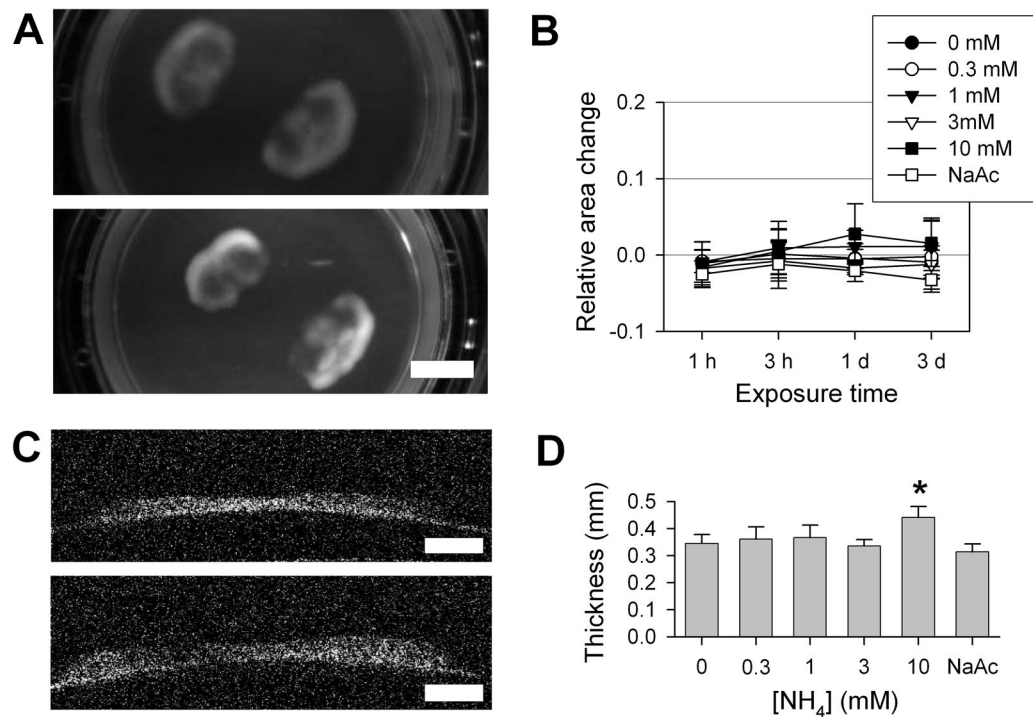 A
B
0 mM
0.3 mM
1 mM
3mM
10 mM
NaAc
0.2
0.1
0.0
-0.1
Relative area change
1 h 3 h 1 d 3 d
Exposure time
C
D
*
0.5
0.4
0.3
0.2
0.1
0.0
Thickness (mm)
0 0.3 1 3 10 NaAc
[NH4] (mM)